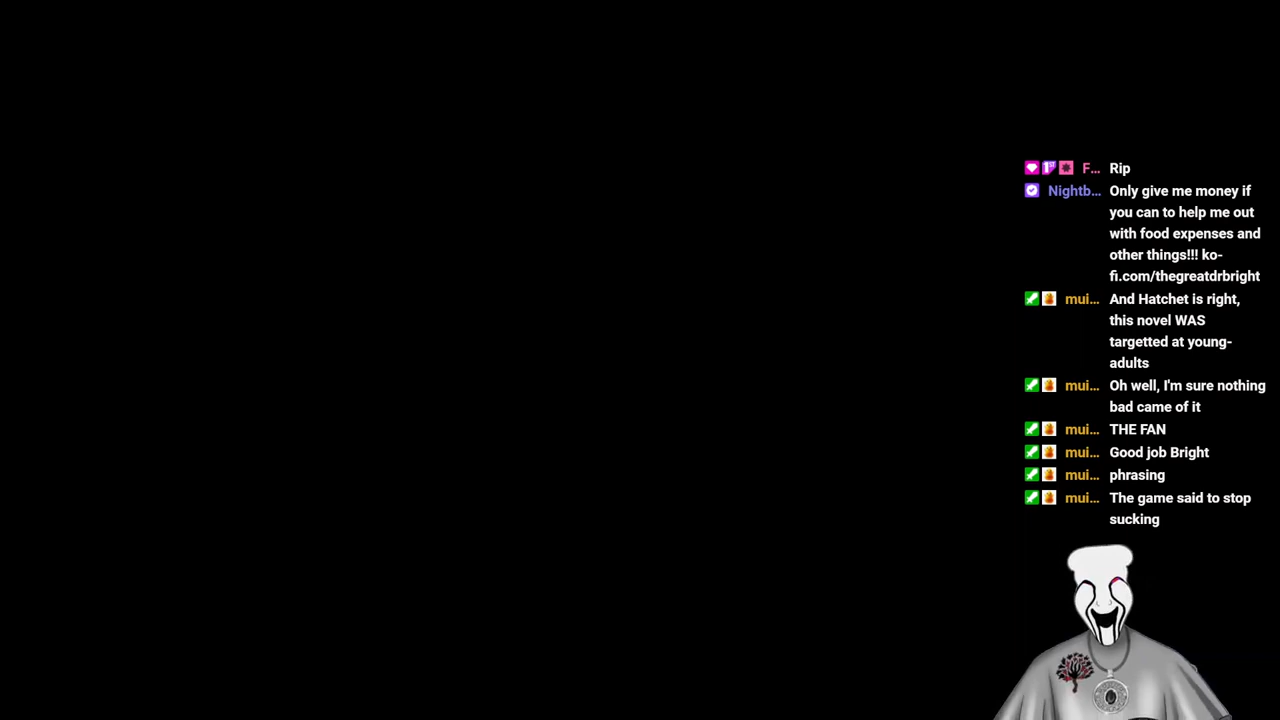 F… Rip
Nightb… Only give me money if
you can to help me out
with food expenses and
other things!!! ko-
fi.com/thegreatdrbright
mui… And Hatchet is right,
this novel WAS
targetted at young-
adults
mui… Oh well, I'm sure nothing
bad came of it
mui… THE FAN
mui… Good job Bright
mui… phrasing
mui… The game said to stop
sucking